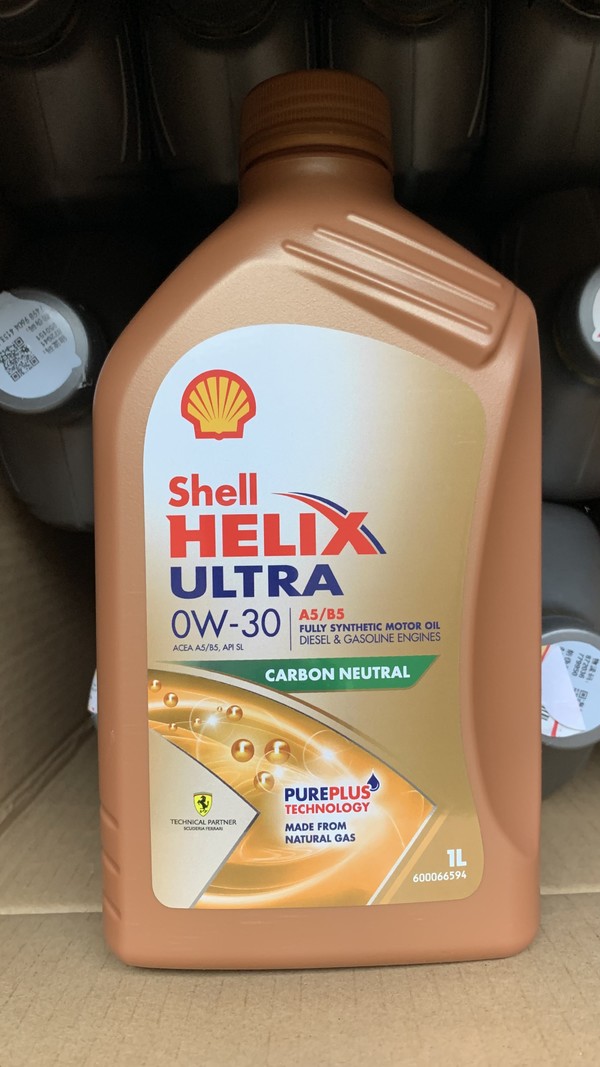 Shell
HELIX
ULTRA
0W-30
A5/B5
FULLY SYNTHETIC MOTOR OIL
DIESEL & GASOLINE ENGINES
ACEA A5/B5, API SL
CARBON NEUTRAL
PUREPLUS
TECHNOLOGY
MADE FROM
NATURAL GAS
TECHNICAL PARTNER
SCUDERIA FERRARI
1L
600066594